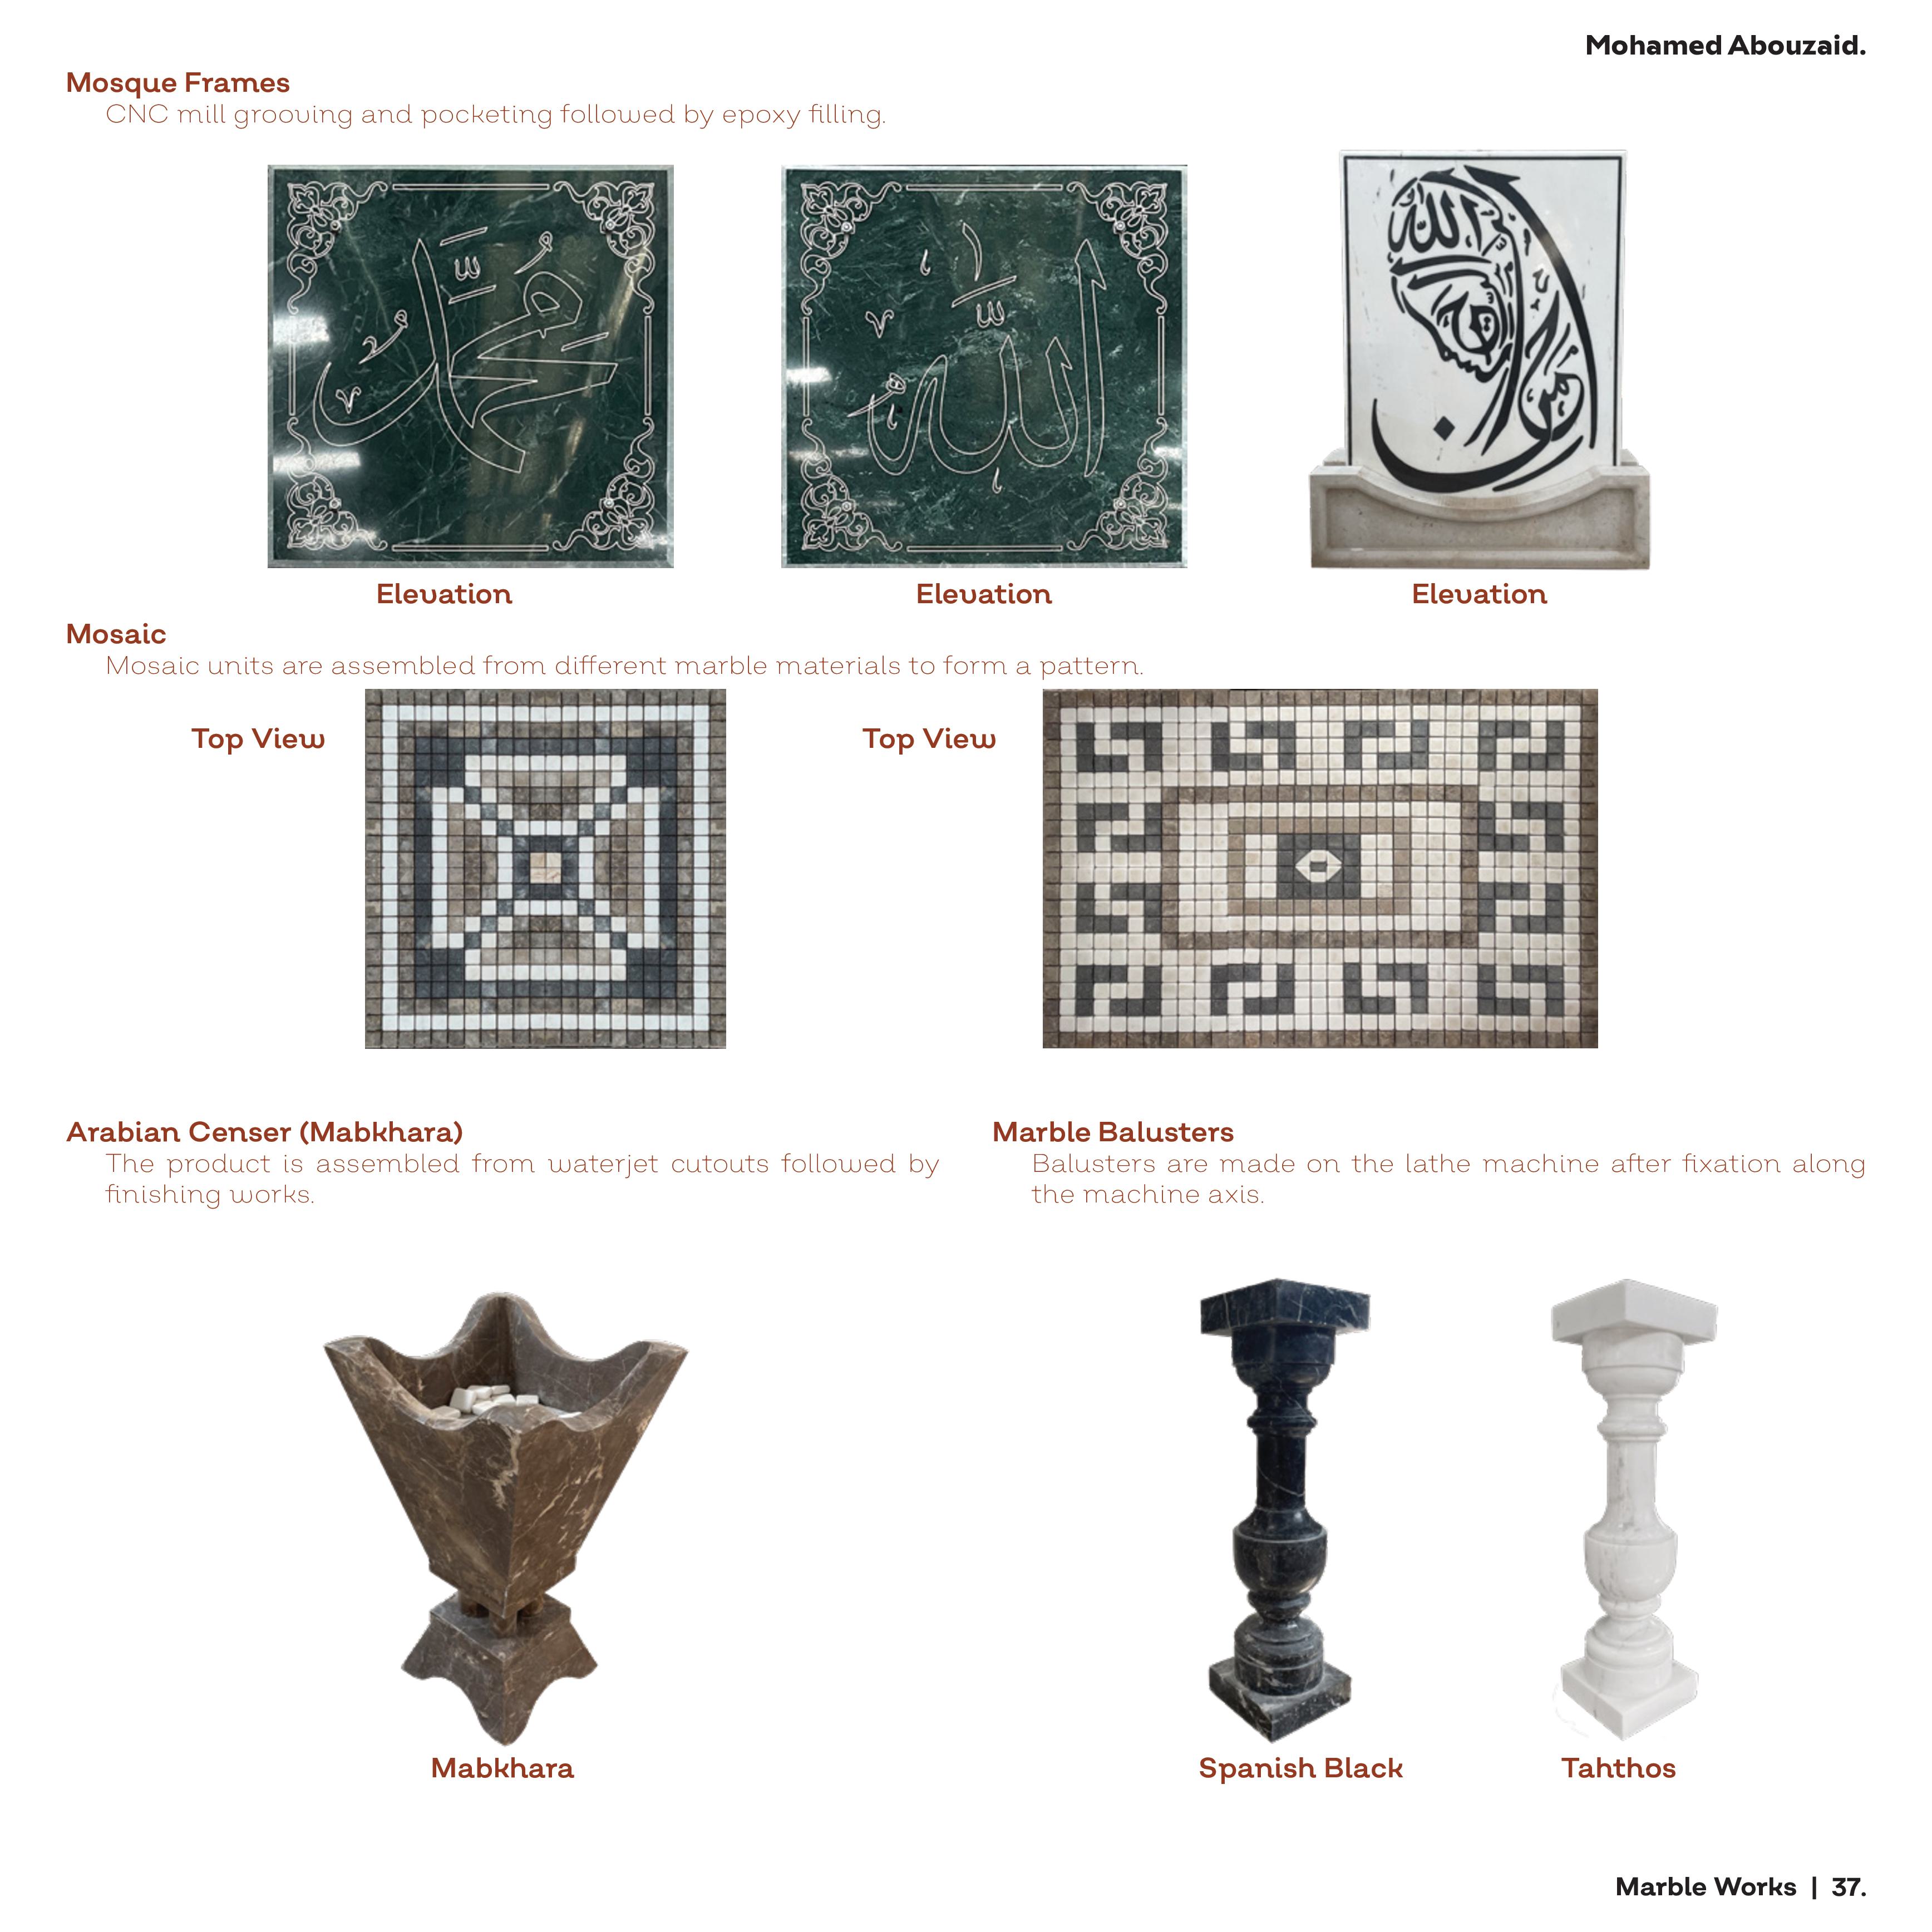 Mohamed Abouzaid.
Mosque Frames
CNC mill grooving and pocketing followed by epoxy filling.
محمد
الله
Elevation
Elevation
Elevation
Mosaic
Mosaic units are assembled from different marble materials to form a pattern.
Top View
Top View
Arabian Censer (Mabkhara)
The product is assembled from waterjet cutouts followed by
finishing works.
Marble Balusters
Balusters are made on the lathe machine after fixation along
the machine axis.
Mabkhara
Spanish Black
Tahthos
Marble Works | 37.